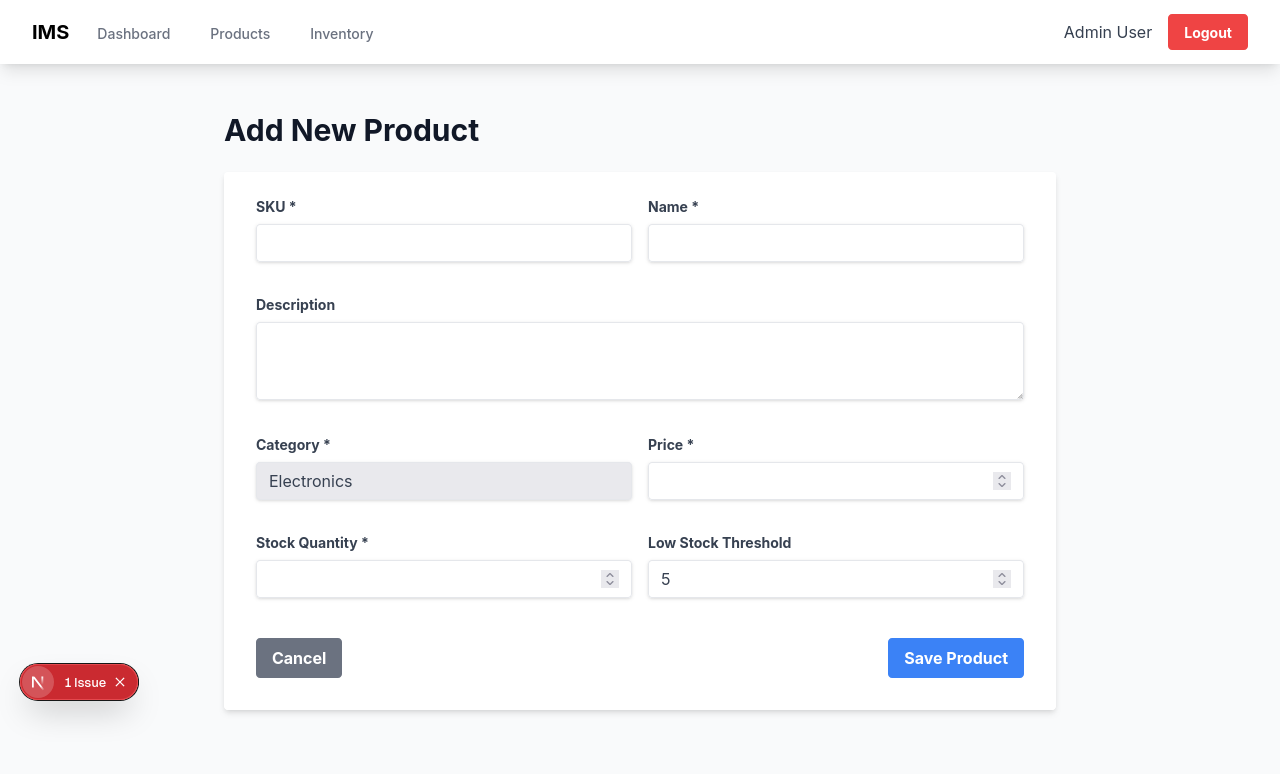 IMS Dashboard Products Inventory Admin User Logout
Add New Product
SKU * Name *
Description
Category * Price *
Electronics
Stock Quantity * Low Stock Threshold
5
Cancel Save Product
N 1 Issue